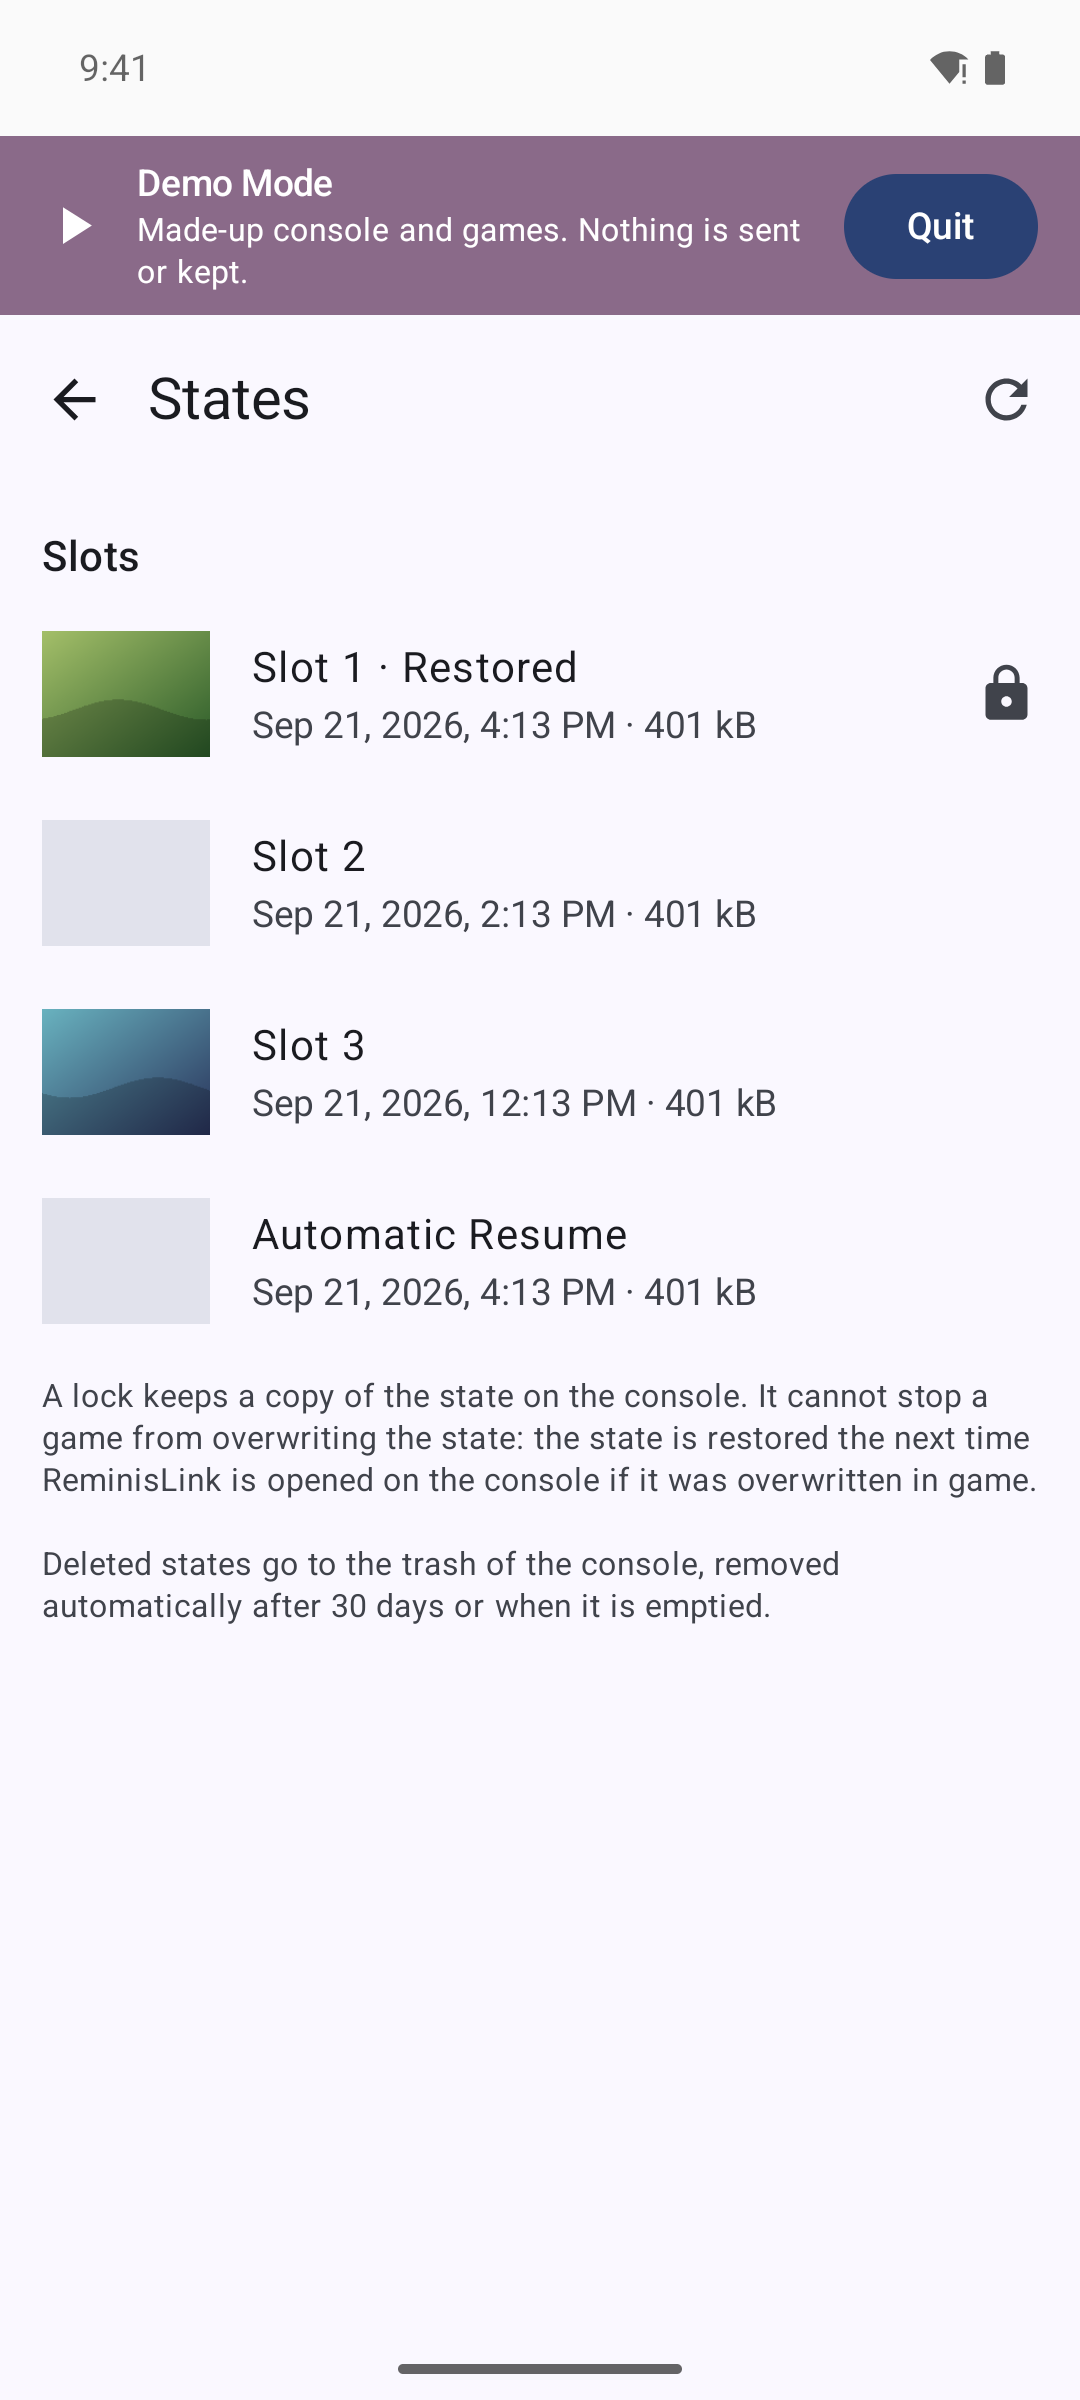 9:41
Demo Mode
Made-up console and games. Nothing is sent
or kept.
Quit
States
Slots
Slot 1 · Restored
Sep 21, 2026, 4:13 PM · 401 kB
Slot 2
Sep 21, 2026, 2:13 PM · 401 kB
Slot 3
Sep 21, 2026, 12:13 PM · 401 kB
Automatic Resume
Sep 21, 2026, 4:13 PM · 401 kB
A lock keeps a copy of the state on the console. It cannot stop a
game from overwriting the state: the state is restored the next time
ReminisLink is opened on the console if it was overwritten in game.
Deleted states go to the trash of the console, removed
automatically after 30 days or when it is emptied.